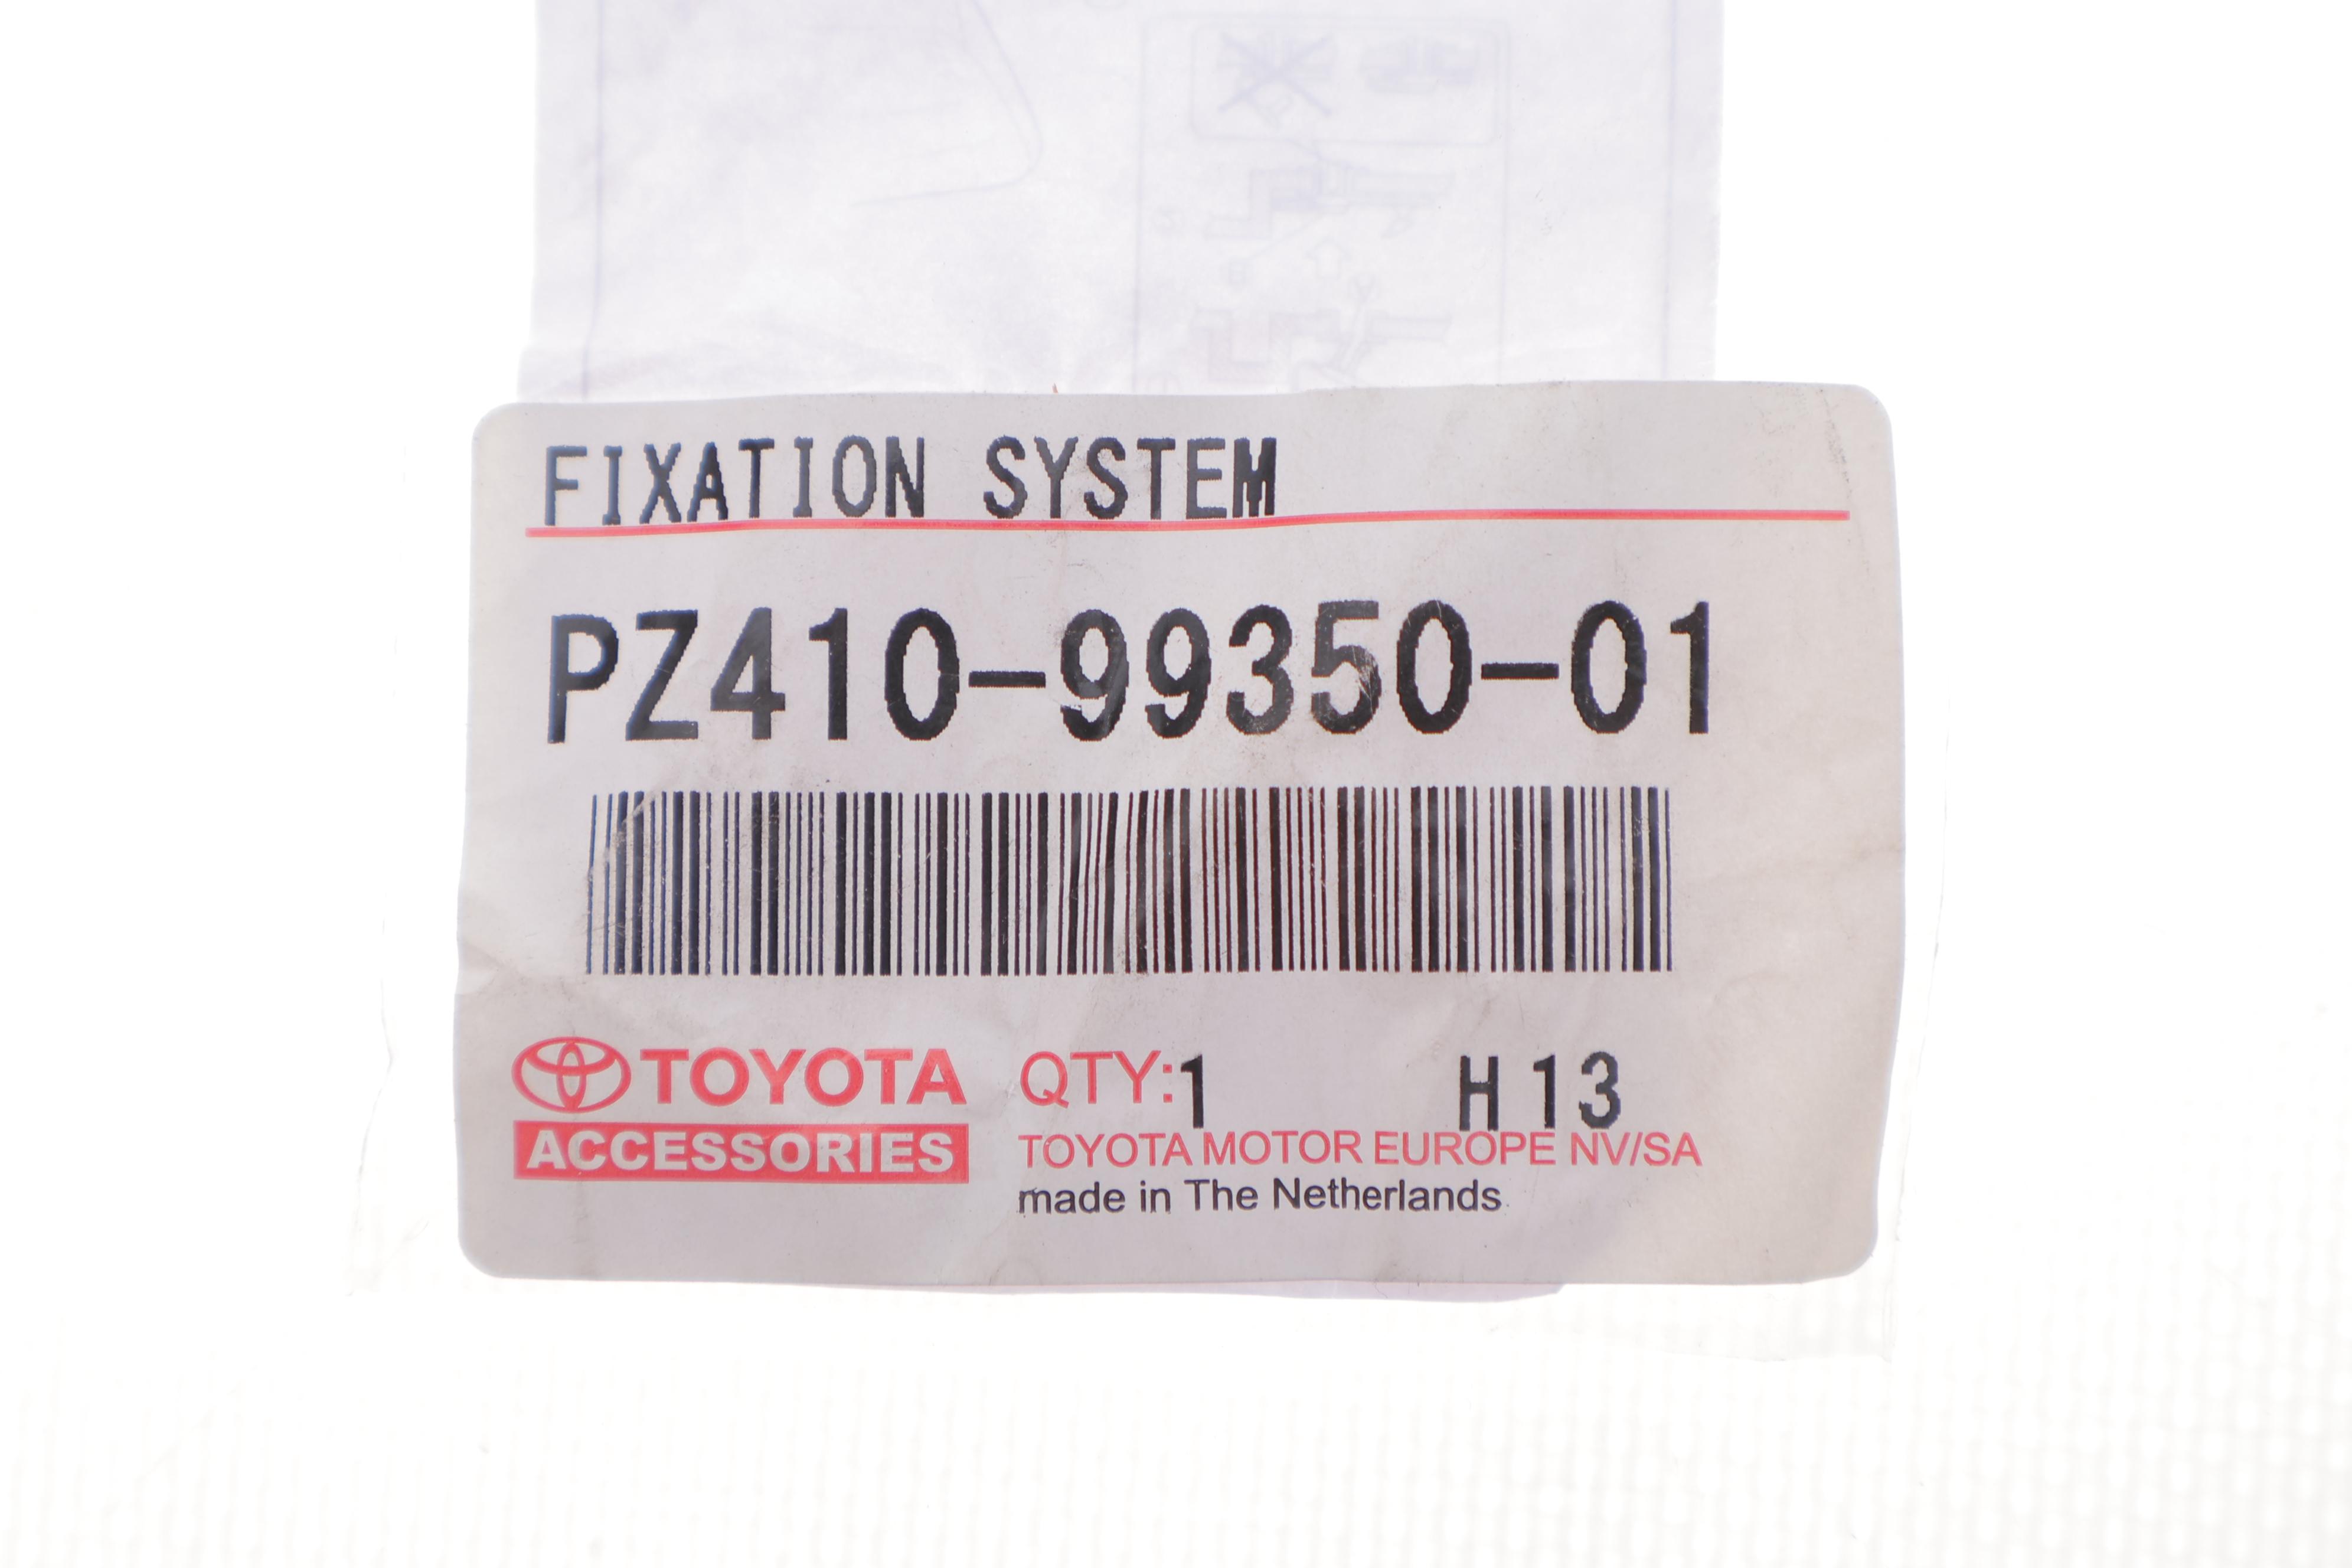 FIXATION SYSTEM
PZ410-99350-01
TOYOTA
ACCESSORIES
QTY:1 H13
TOYOTA MOTOR EUROPE NV/SA
made in The Netherlands